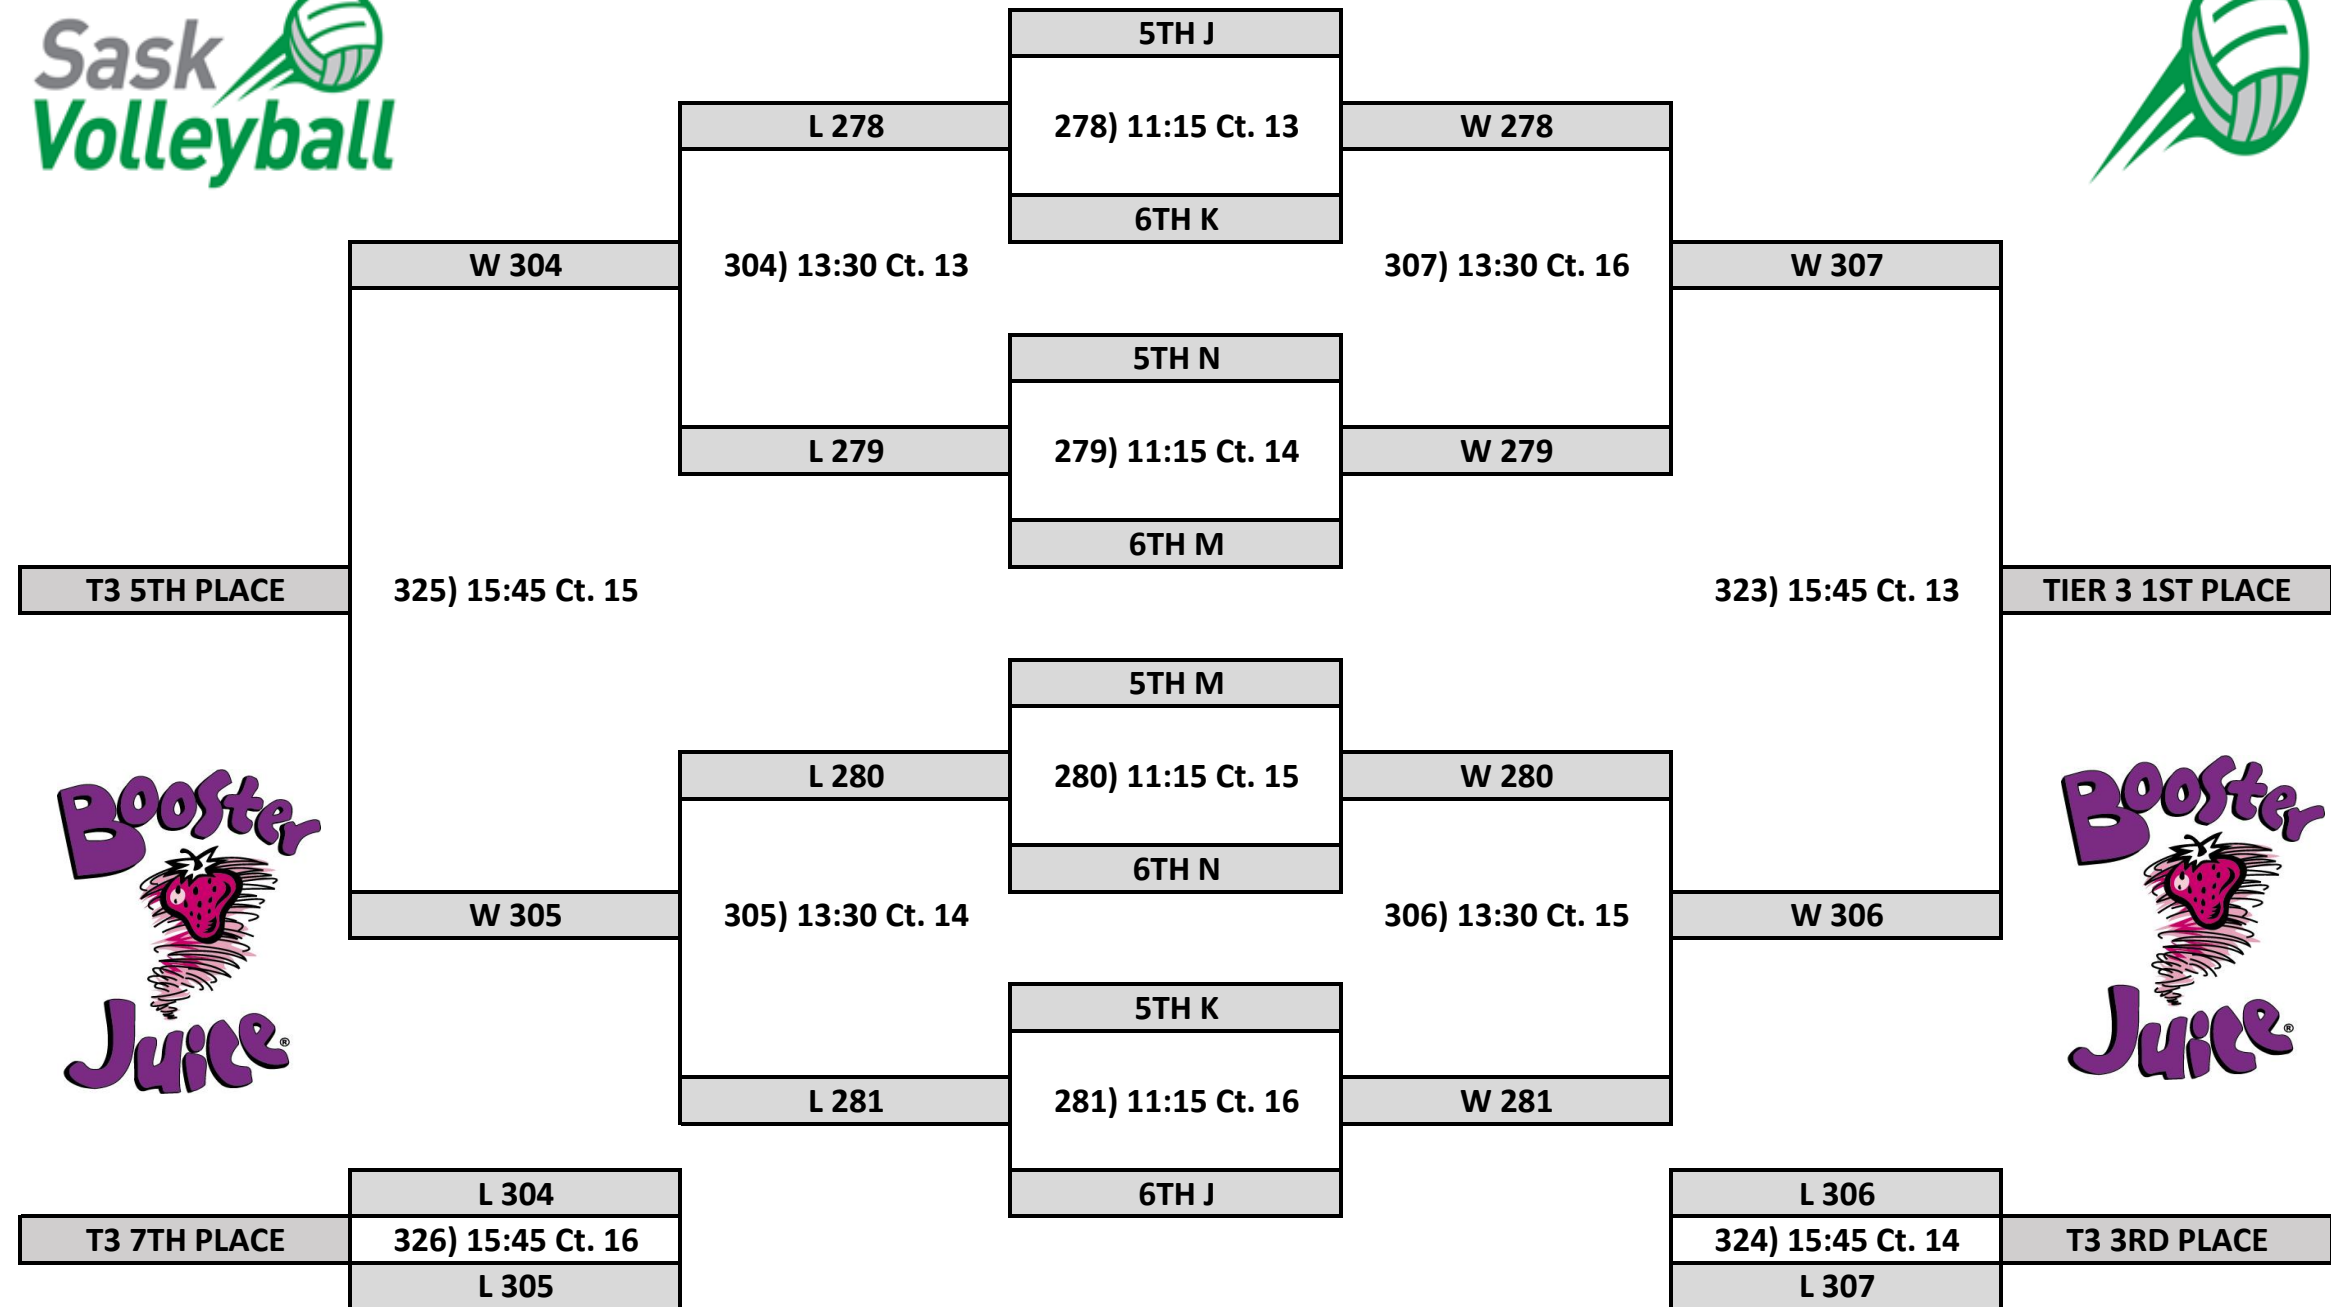 Sask
Volleyball
5TH J
L 278
278) 11:15 Ct. 13
W 278
6TH K
W 304
304) 13:30 Ct. 13
307) 13:30 Ct. 16
W 307
5TH N
L 279
279) 11:15 Ct. 14
W 279
6TH M
T3 5TH PLACE
325) 15:45 Ct. 15
323) 15:45 Ct. 13
TIER 3 1ST PLACE
5TH M
L 280
280) 11:15 Ct. 15
W 280
Booster
Juice®
Booster
Juice®
6TH N
W 305
305) 13:30 Ct. 14
306) 13:30 Ct. 15
W 306
5TH K
L 281
281) 11:15 Ct. 16
W 281
6TH J
L 304
L 306
T3 7TH PLACE
326) 15:45 Ct. 16
324) 15:45 Ct. 14
T3 3RD PLACE
L 305
L 307